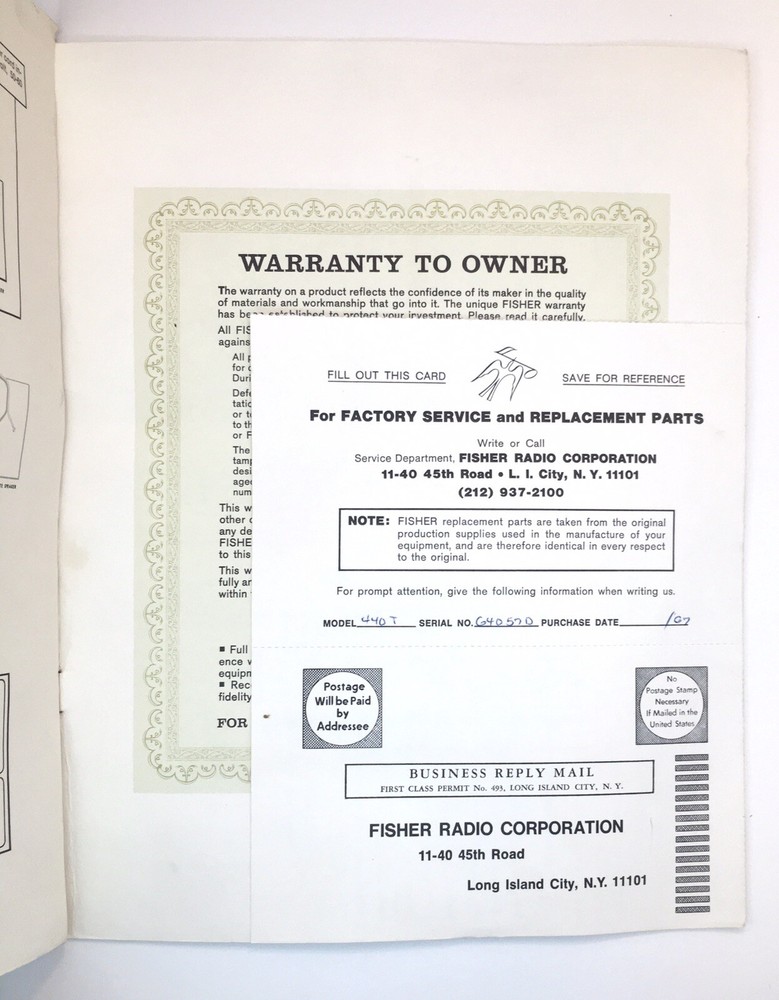 WARRANTY TO OWNER
The warranty on a product reflects the confidence of its maker in the quality
of materials and workmanship that go into it. The unique FISHER warranty
has been established to protect your investment. Please read it carefully.
All FIS
agains
All p
for c
Duri
Defe
tatic
or t
to th
or F
The
tamp
desi
agen
num
This w
other c
any de
FISHE
to this
This w
fully ar
within
■ Full
ence v
equipn
■ Rec
fidelity
FOR
FILL OUT THIS CARD
SAVE FOR REFERENCE
For FACTORY SERVICE and REPLACEMENT PARTS
Write or Call
Service Department, FISHER RADIO CORPORATION
11-40 45th Road • L. I. City, N. Y. 11101
(212) 937-2100
NOTE: FISHER replacement parts are taken from the original
production supplies used in the manufacture of your
equipment, and are therefore identical in every respect
to the original.
For prompt attention, give the following information when writing us.
MODEL 440T SERIAL NO. G4057D PURCHASE DATE /67
Postage
Will be Paid
by
Addressee
No
Postage Stamp
Necessary
If Mailed in the
United States
BUSINESS REPLY MAIL
FIRST CLASS PERMIT No. 493, LONG ISLAND CITY, N. Y.
FISHER RADIO CORPORATION
11-40 45th Road
Long Island City, N.Y. 11101